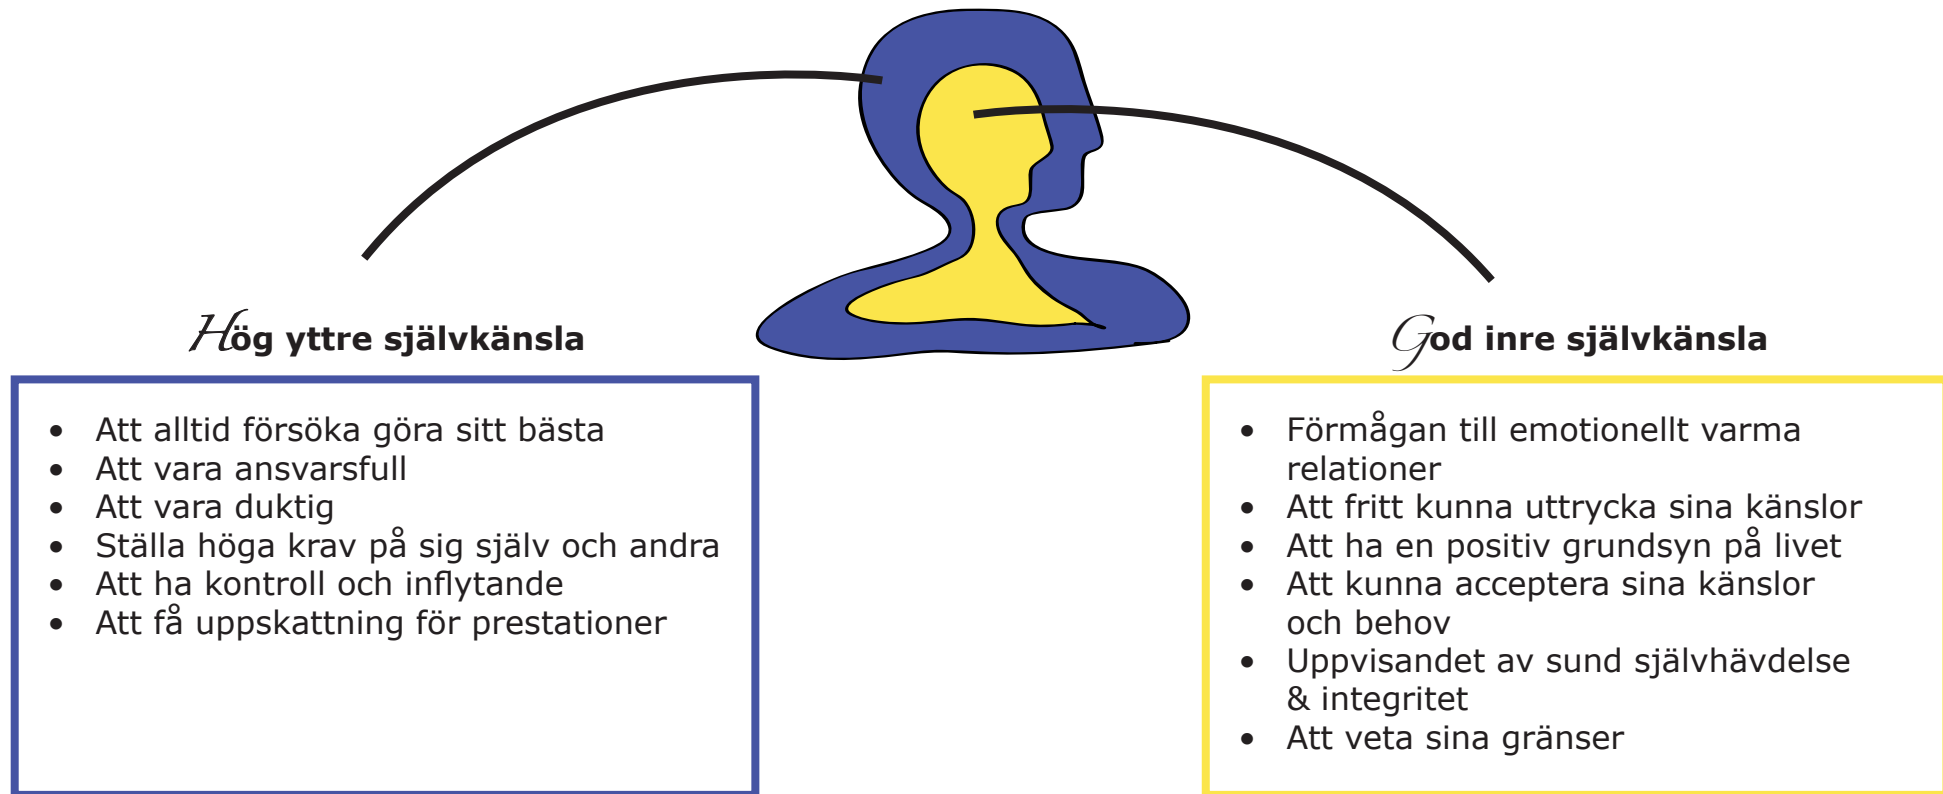 Hög yttre självkänsla
• Att alltid försöka göra sitt bästa
• Att vara ansvarsfull
• Att vara duktig
• Ställa höga krav på sig själv och andra
• Att ha kontroll och inflytande
• Att få uppskattning för prestationer
God inre självkänsla
• Förmågan till emotionellt varma
relationer
• Att fritt kunna uttrycka sina känslor
• Att ha en positiv grundsyn på livet
• Att kunna acceptera sina känslor
och behov
• Uppvisandet av sund självhävdelse
& integritet
• Att veta sina gränser